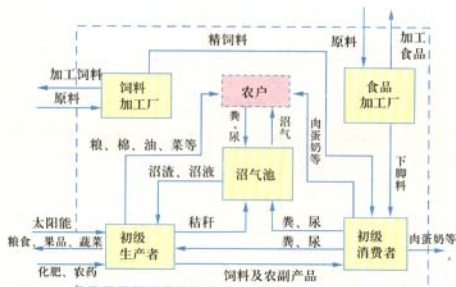 精饲料
原料
加工
食品
加工饲料
原料
饲料
加工厂
农户
食品
加工厂
粪、尿
沼气
肉蛋奶等
粮、棉、油、菜等
沼渣、沼液
沼气池
下脚料
太阳能
秸秆
粪、尿
粮食、果品、蔬菜
初级
生产者
粪、尿
初级
消费者
肉蛋奶等
化肥、农药
饲料及农副产品